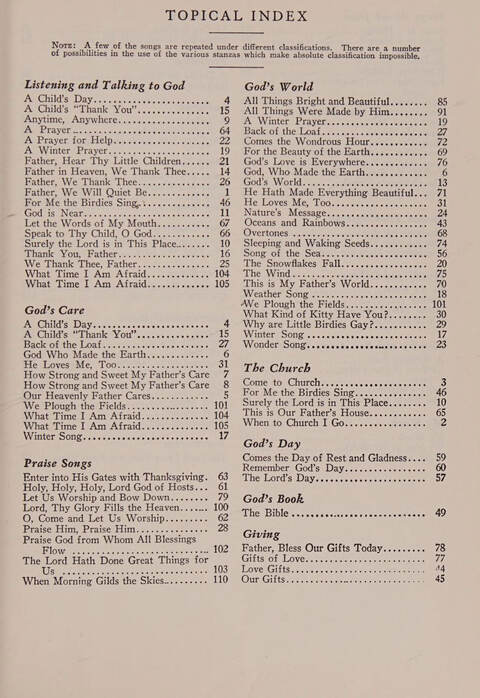 TOPICAL INDEX
NOTE: A few of the songs are repeated under different classifications. There are a number
of possibilities in the use of the various stanzas which make absolute classification impossible.
Listening and Talking to God
A Child's Day...................... 4
A Child's "Thank You".............. 15
Anytime, Anywhere.................. 9
A Prayer........................... 64
A Prayer for Help.................. 22
A Winter Prayer.................... 19
Father, Hear Thy Little Children...... 21
Father in Heaven, We Thank Thee..... 14
Father, We Thank Thee............. 26
Father, We Will Quiet Be............ 1
For Me the Birdies Sing............. 46
God is Near........................ 11
Let the Words of My Mouth.......... 67
Speak to Thy Child, O God.......... 66
Surely the Lord in This Place........ 10
Thank You, Father.................. 16
We Thank Thee, Father............. 25
What Time I Am Afraid............. 104
What Time I Am Afraid............. 105
God's Care
A Child's Day...................... 4
A Child's "Thank You".............. 15
Back of the Loaf.................... 27
God Who Made the Earth............ 6
He Loves Me, Too.................. 31
How Strong and Sweet My Father's Care 7
How Strong and Sweet My Father's Care 8
Our Heavenly Father Cares........... 5
We Plough the Fields............... 101
What Time I Am Afraid............. 104
What Time I Am Afraid............. 105
Winter Song........................ 17
Praise Songs
Enter into His Gates with Thanksgiving. 63
Holy, Holy, Holy, Lord God of Hosts... 61
Let Us Worship and Bow Down....... 79
Lord, Thy Glory Fills the Heaven...... 100
O, Come and Let Us Worship........ 62
Praise Him, Praise Him.............. 28
Praise God from Whom All Blessings
Flow ............................ 102
The Lord Hath Done Great Things for
Us .............................. 103
When Morning Gilds the Skies......... 110
God's World
All Things Bright and Beautiful........ 85
All Things Were Made by Him........ 91
A Winter Prayer.................... 19
Back of the Loaf.................... 27
Comes the Wondrous Hour........... 72
For the Beauty of the Earth.......... 69
God's Love is Everywhere............ 76
God, Who Made the Earth........... 6
God's World........................ 13
He Hath Made Everything Beautiful... 71
He Loves Me, Too.................. 31
Nature's Message................... 24
Oceans and Rainbows............... 43
Overtones ......................... 68
Sleeping and Waking Seeds........... 74
Song of the Sea..................... 56
The Snowflakes Fall................. 20
The Wind.......................... 75
This is My Father's World............ 70
Weather Song ...................... 18
We Plough the Fields............... 101
What Kind of Kitty Have You?........ 30
Why are Little Birdies Gay?.......... 29
Winter Song ....................... 17
Wonder Song....................... 23
The Church
Come to Church.................... 3
For Me the Birdies Sing............. 46
Surely the Lord in This Place......... 10
This is Our Father's House........... 65
When to Church I Go............... 2
God's Day
Comes the Day of Rest and Gladness.... 59
Remember God's Day................ 60
The Lord's Day..................... 57
God's Book
The Bible .......................... 49
Giving
Father, Bless Our Gifts Today......... 78
Gifts of Love........................ 77
Love Gifts.......................... 44
Our Gifts........................... 45